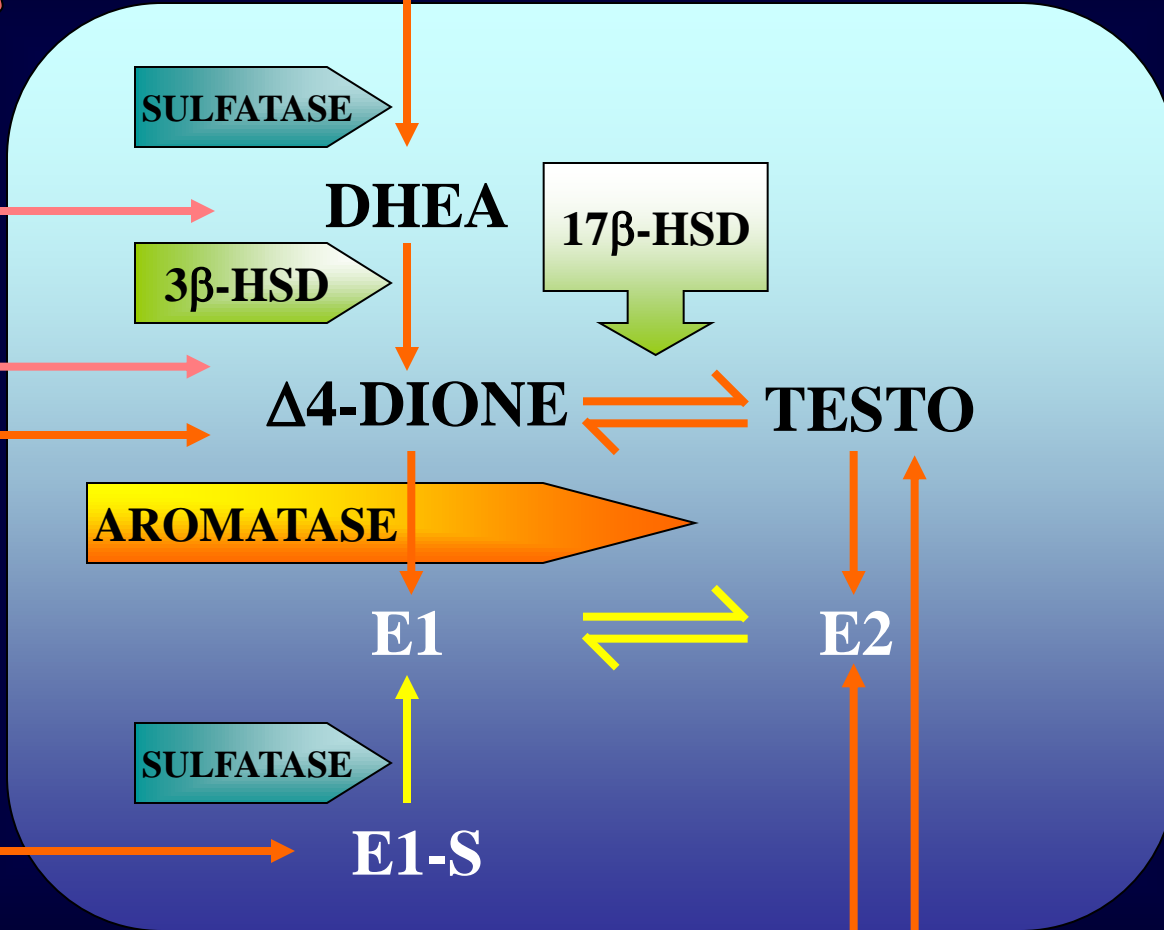 SULFATASE
DHEA
17β-HSD
3β-HSD
Δ4-DIONE
TESTO
AROMATASE
E1
E2
SULFATASE
E1-S